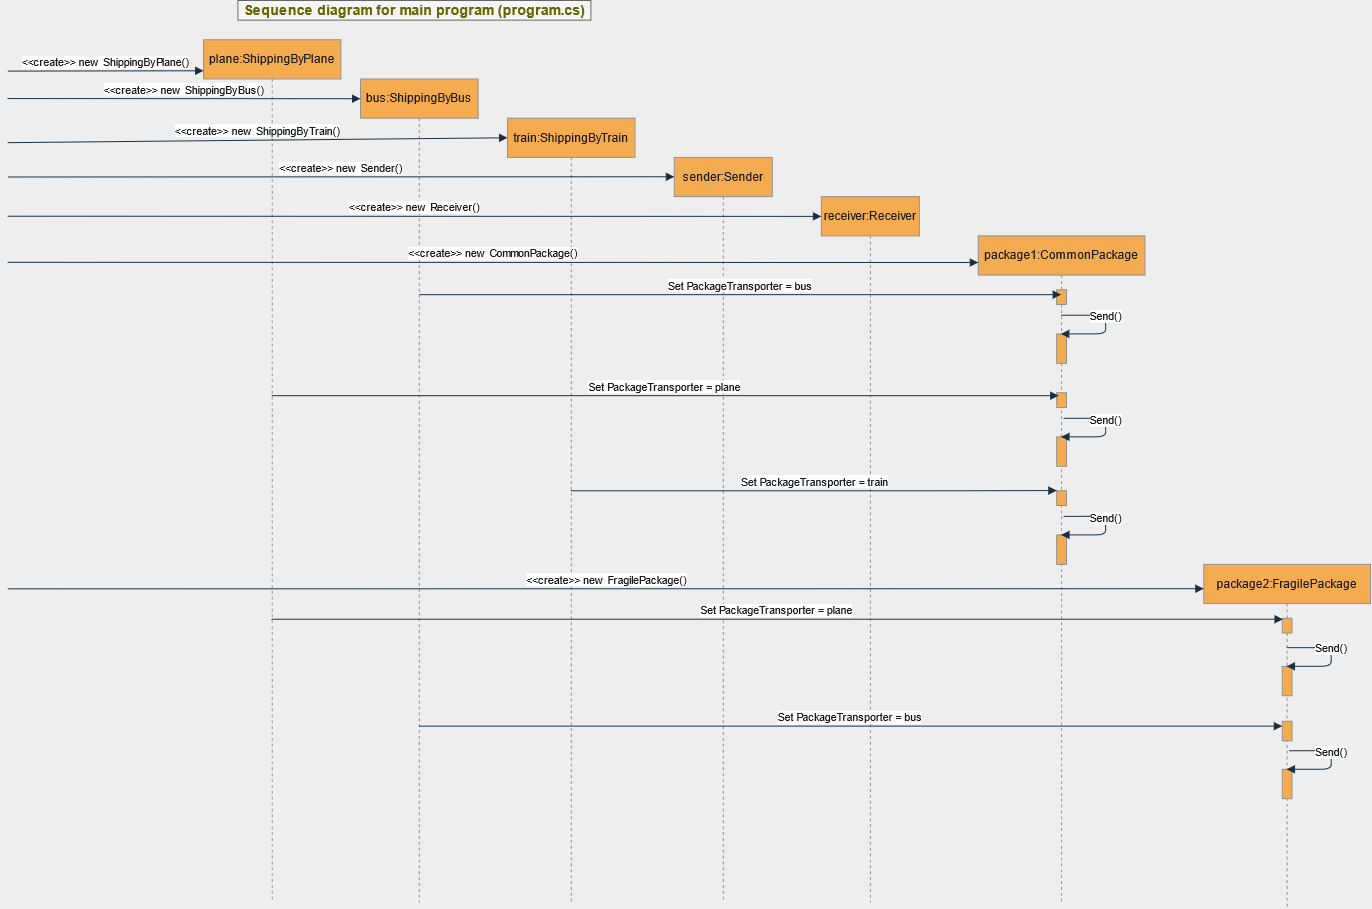 Sequence diagram for main program (program.cs)
<<create>> new ShippingByPlane()
plane:ShippingByPlane
<<create>> new ShippingByBus()
bus:ShippingByBus
<<create>> new ShippingByTrain()
train:ShippingByTrain
<<create>> new Sender()
sender:Sender
<<create>> new Receiver()
receiver:Receiver
<<create>> new CommonPackage()
package1:CommonPackage
Set PackageTransporter = bus
Send()
Set PackageTransporter = plane
Send()
Set PackageTransporter = train
Send()
<<create>> new FragilePackage()
package2:FragilePackage
Set PackageTransporter = plane
Send()
Set PackageTransporter = bus
Send()